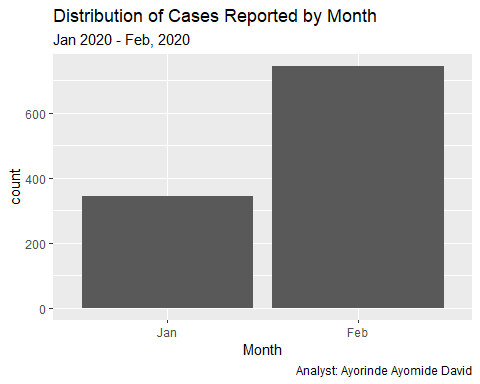 Distribution of Cases Reported by Month
Jan 2020 - Feb, 2020
count
600
400
200
0
Jan Feb
Month
Analyst: Ayorinde Ayomide David